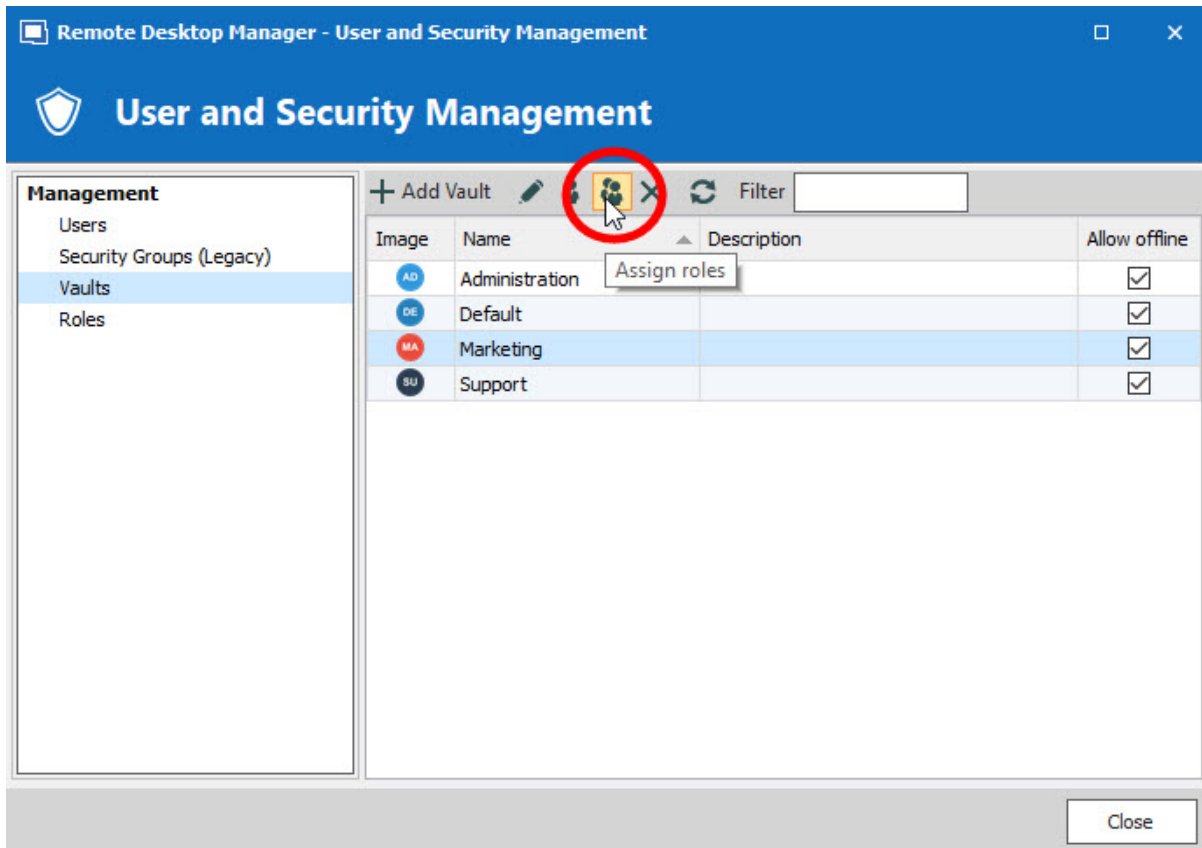 Remote Desktop Manager - User and Security Management
User and Security Management
Management
Users
Security Groups (Legacy)
Vaults
Roles
Add Vault
Filter
Image Name Description Allow offline
Assign roles
AD Administration
DE Default
MA Marketing
SU Support
Close